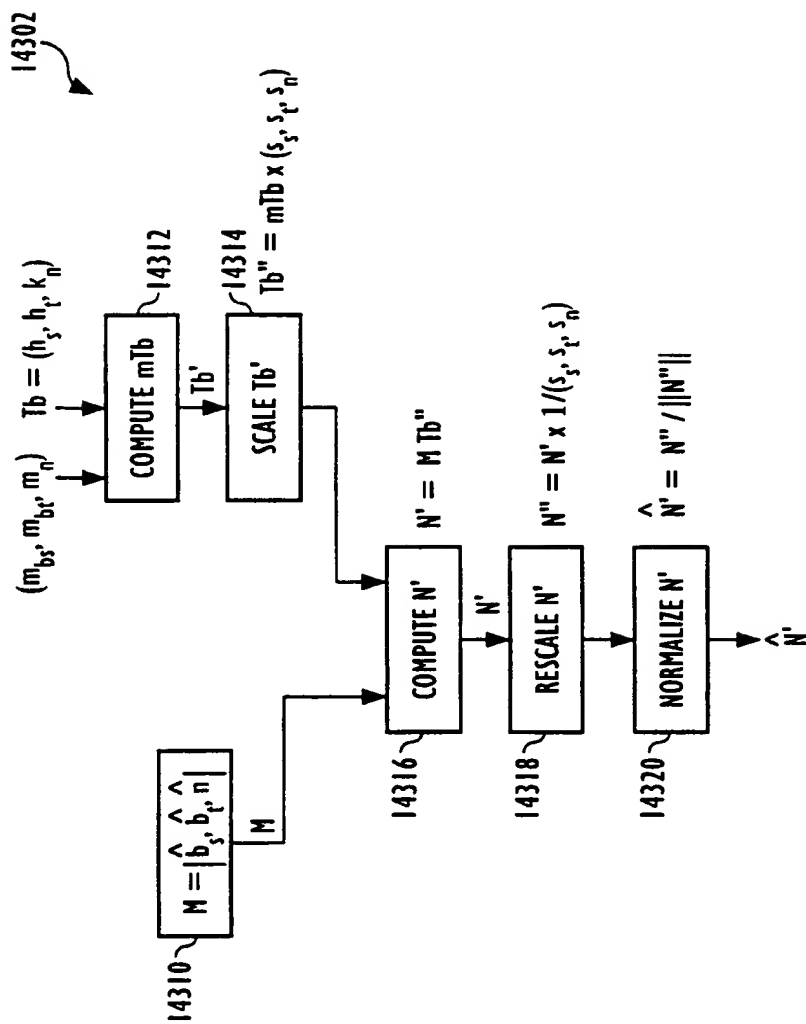 14302
(m_bs, m_bt, m_n) Tb = (h_s, h_t, k_n)
14312
COMPUTE mTb
Tb'
14314
SCALE Tb'
Tb" = mTb x (s_s, s_t, s_n)
14310
M = |b̂_s, b̂_t, n̂|
M
14316
COMPUTE N'
N' = M Tb"
N'
14318
RESCALE N'
N" = N' x 1/(s_s, s_t, s_n)
14320
NORMALIZE N'
N̂' = N" / ||N"||
N̂'